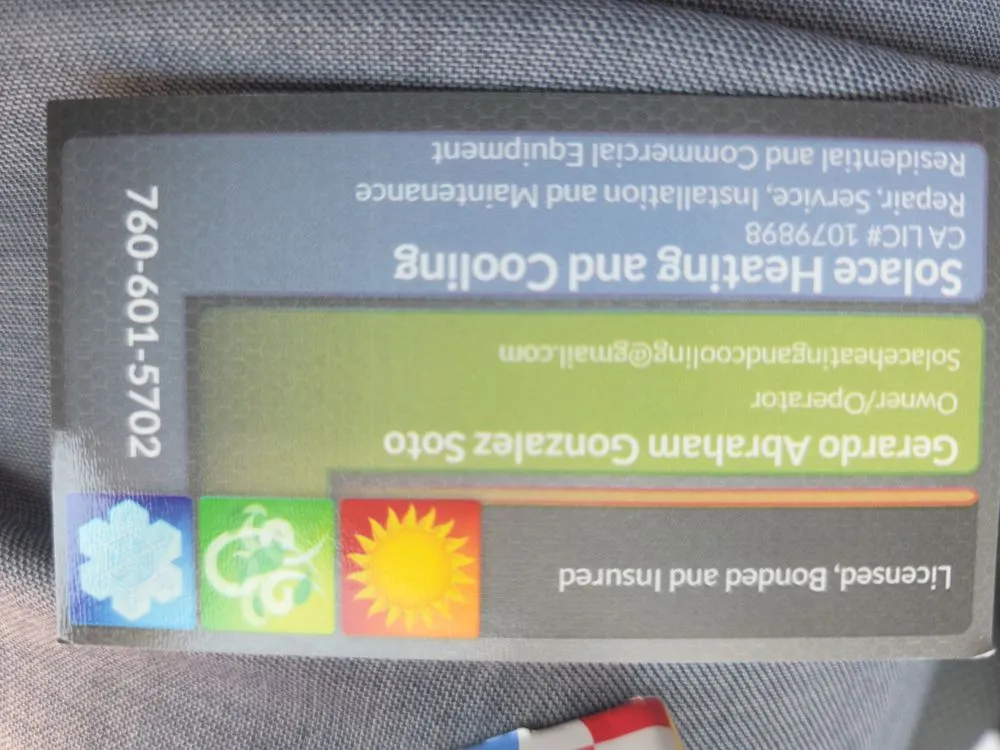 Licensed, Bonded and Insured
Gerardo Abraham Gonzalez Soto
Owner/Operator
Solaceheatingandcooling@gmail.com
Solace Heating and Cooling
CA LIC# 1079898
Repair, Service, Installation and Maintenance
Residential and Commercial Equipment
760-601-5702